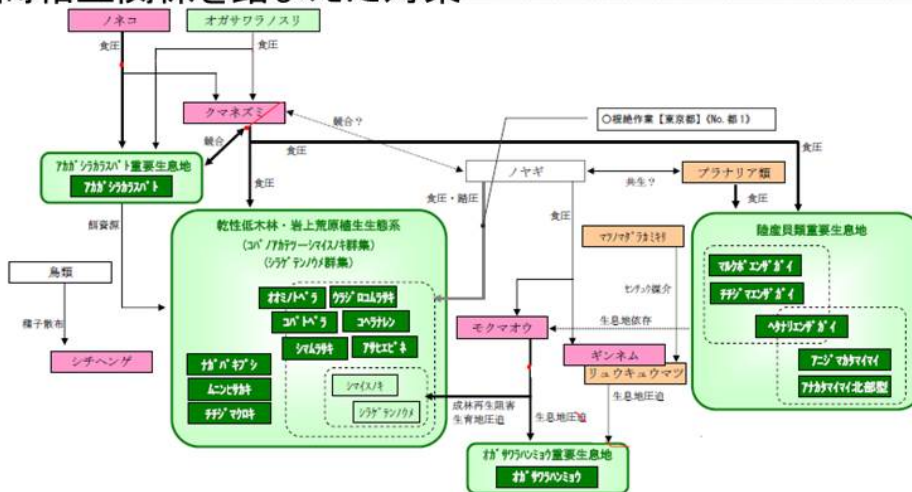 種間相互関係を踏まえた対策
ノネコ
オガサワラノスリ
食圧
食圧
クマネズミ
競合？
○根絶作業【東京都】《No.都1》
競合
食圧
食圧
アカガシラカラスバト重要生息地
アカガシラカラスバト
食圧
ノヤギ
共生？
プラナリア類
食圧・踏圧
食圧
食圧
餌資源
乾性低木林・岩上荒原植生生態系
(コバノアカテツーシマイスノキ群集)
(シラゲテンノウメ群集)
マツノマダラカミキリ
陸産貝類重要生息地
鳥類
マルクボエンザガイ
オオミノトベラ
ウラジロコムラサキ
センチュウ媒介
チチジマエンザガイ
コバトベラ
コヘラナレン
種子散布
モクマオウ
生息地依存
ヘタナリエンザガイ
シマムラサキ
アサヒエビネ
シチヘンゲ
ギンネム
ナガバキブシ
リュウキュウマツ
アニジマカタマイマイ
ムニンヒサカキ
シマイスノキ
アナカタマイマイ北部型
チチジマクロキ
シラゲテンノウメ
成林再生阻害
生育地圧迫
生息地圧迫
生息地圧迫
オガサワラハンミョウ重要生息地
オガサワラハンミョウ